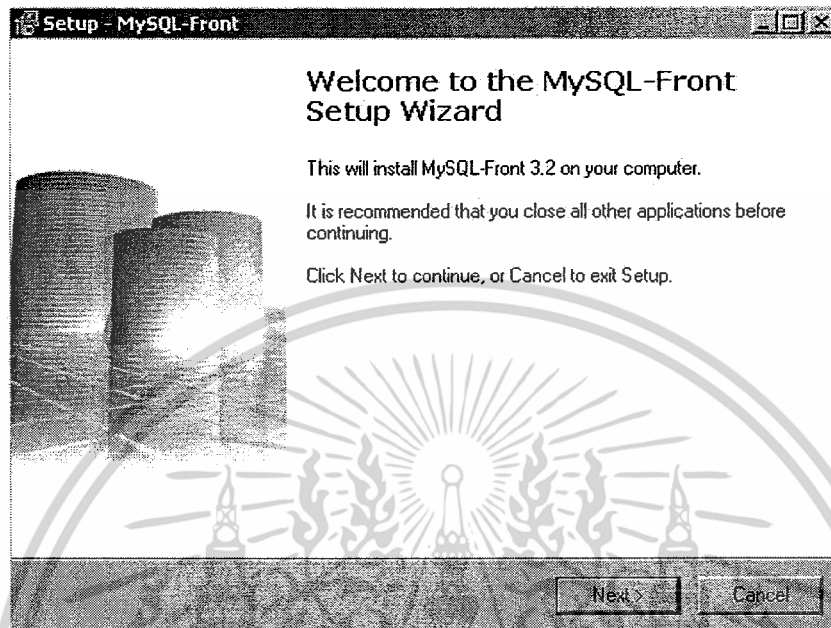 Setup - MySQL-Front
Welcome to the MySQL-Front
Setup Wizard
This will install MySQL-Front 3.2 on your computer.
It is recommended that you close all other applications before
continuing.
Click Next to continue, or Cancel to exit Setup.
Next >
Cancel